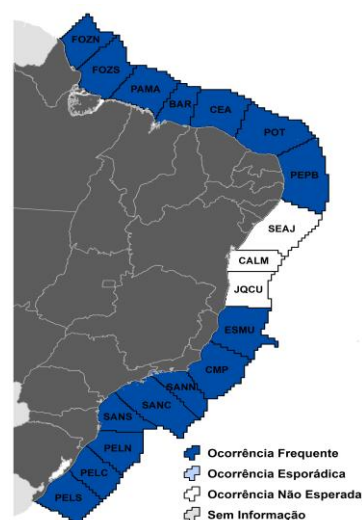 FOZN
FOZS
PAMA
BAR
CEA
POT
PEPB
SEAJ
CALM
JQCU
ESMU
CMP
BANN
SANC
SANS
PELN
PELC
PELS
Ocorrência Frequente
Ocorrência Esporádica
Ocorrência Não Esperada
Sem Informação